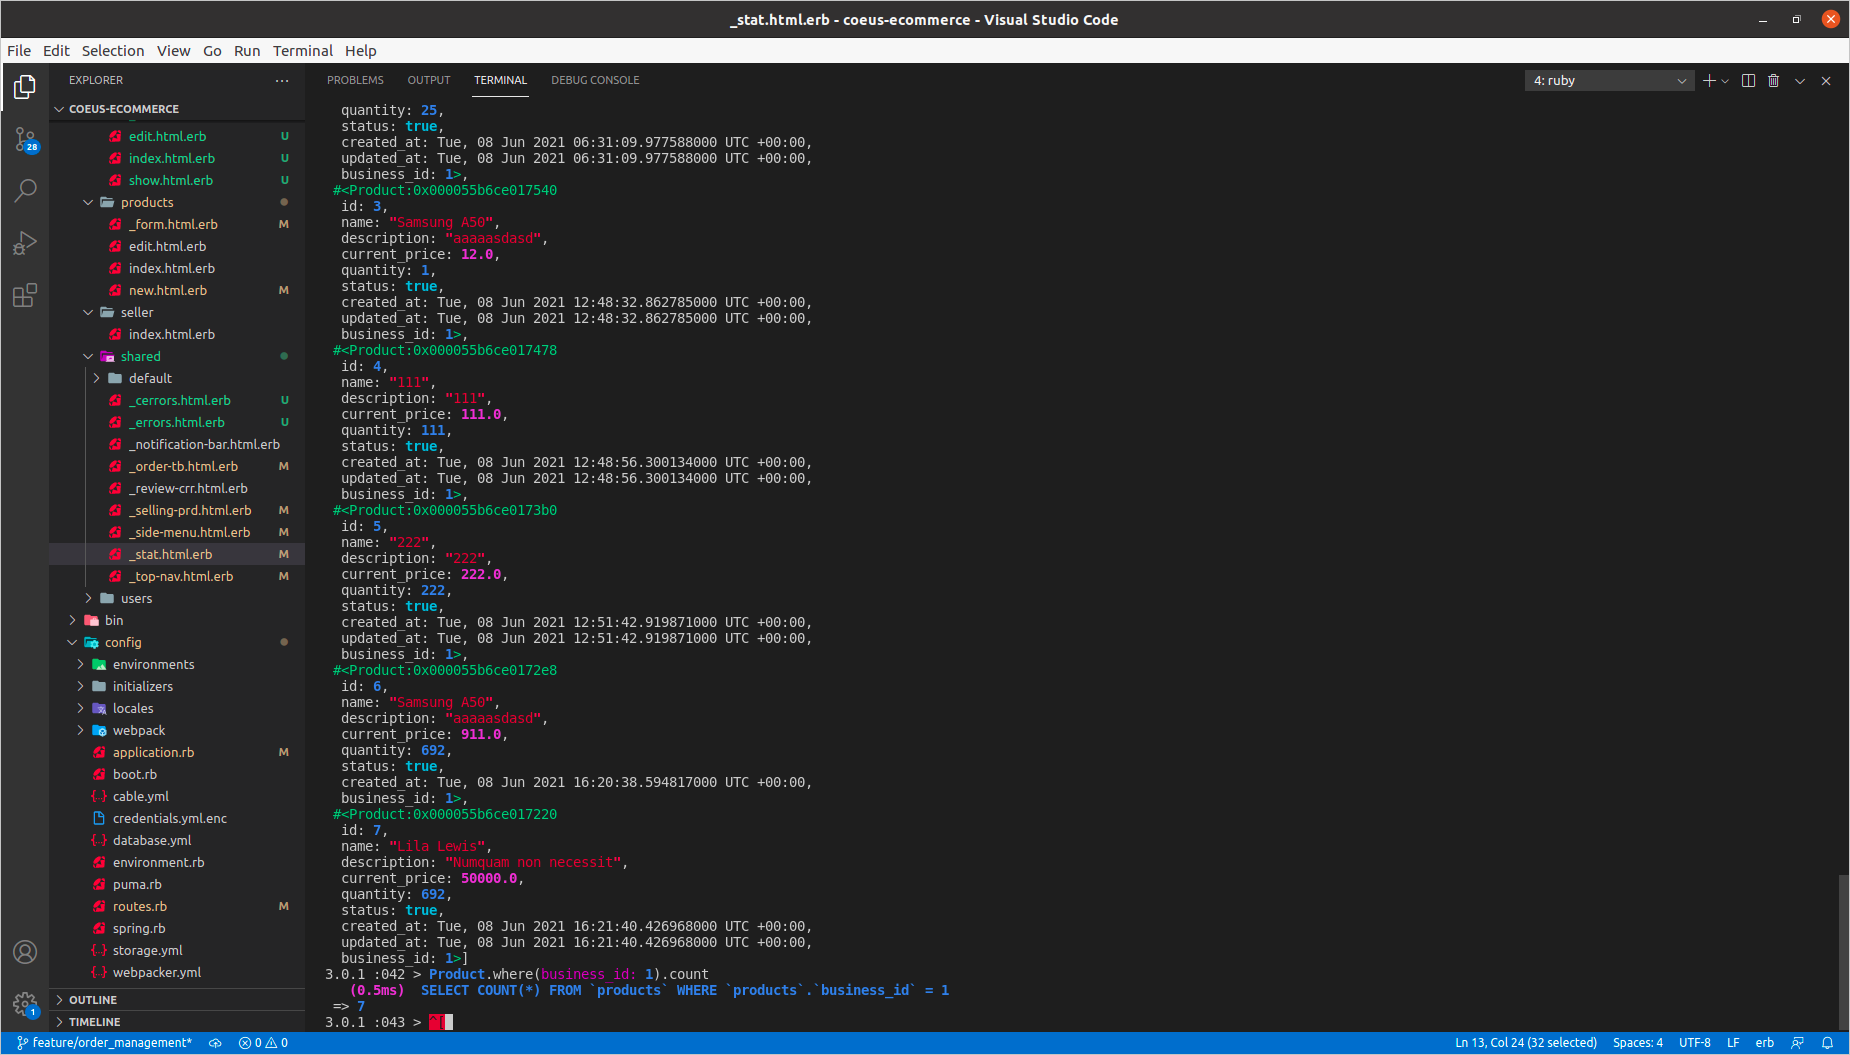 _stat.html.erb - coeus-ecommerce - Visual Studio Code
File Edit Selection View Go Run Terminal Help
EXPLORER
COEUS-ECOMMERCE
edit.html.erb U
index.html.erb U
show.html.erb U
products
_form.html.erb M
edit.html.erb
index.html.erb
new.html.erb M
seller
index.html.erb
shared
default
_cerrors.html.erb U
_errors.html.erb U
_notification-bar.html.erb
_order-tb.html.erb M
_review-crr.html.erb
_selling-prd.html.erb M
_side-menu.html.erb M
_stat.html.erb M
_top-nav.html.erb M
users
bin
config
environments
initializers
locales
webpack
application.rb M
boot.rb
cable.yml
credentials.yml.enc
database.yml
environment.rb
puma.rb
routes.rb M
spring.rb
storage.yml
webpacker.yml
OUTLINE
TIMELINE
28
1
PROBLEMS OUTPUT TERMINAL DEBUG CONSOLE
4: ruby
quantity: 25,
status: true,
created_at: Tue, 08 Jun 2021 06:31:09.977588000 UTC +00:00,
updated_at: Tue, 08 Jun 2021 06:31:09.977588000 UTC +00:00,
business_id: 1>,
#<Product:0x000055b6ce017540
id: 3,
name: "Samsung A50",
description: "aaaaasdasd",
current_price: 12.0,
quantity: 1,
status: true,
created_at: Tue, 08 Jun 2021 12:48:32.862785000 UTC +00:00,
updated_at: Tue, 08 Jun 2021 12:48:32.862785000 UTC +00:00,
business_id: 1>,
#<Product:0x000055b6ce017478
id: 4,
name: "111",
description: "111",
current_price: 111.0,
quantity: 111,
status: true,
created_at: Tue, 08 Jun 2021 12:48:56.300134000 UTC +00:00,
updated_at: Tue, 08 Jun 2021 12:48:56.300134000 UTC +00:00,
business_id: 1>,
#<Product:0x000055b6ce0173b0
id: 5,
name: "222",
description: "222",
current_price: 222.0,
quantity: 222,
status: true,
created_at: Tue, 08 Jun 2021 12:51:42.919871000 UTC +00:00,
updated_at: Tue, 08 Jun 2021 12:51:42.919871000 UTC +00:00,
business_id: 1>,
#<Product:0x000055b6ce0172e8
id: 6,
name: "Samsung A50",
description: "aaaaasdasd",
current_price: 911.0,
quantity: 692,
status: true,
created_at: Tue, 08 Jun 2021 16:20:38.594817000 UTC +00:00,
business_id: 1>,
#<Product:0x000055b6ce017220
id: 7,
name: "Lila Lewis",
description: "Numquam non necessit",
current_price: 50000.0,
quantity: 692,
status: true,
created_at: Tue, 08 Jun 2021 16:21:40.426968000 UTC +00:00,
updated_at: Tue, 08 Jun 2021 16:21:40.426968000 UTC +00:00,
business_id: 1>]
3.0.1 :042 > Product.where(business_id: 1).count
(0.5ms) SELECT COUNT(*) FROM `products` WHERE `products`.`business_id` = 1
=> 7
3.0.1 :043 > ^[
feature/order_management* 0 0 Ln 13, Col 24 (32 selected) Spaces: 4 UTF-8 LF erb